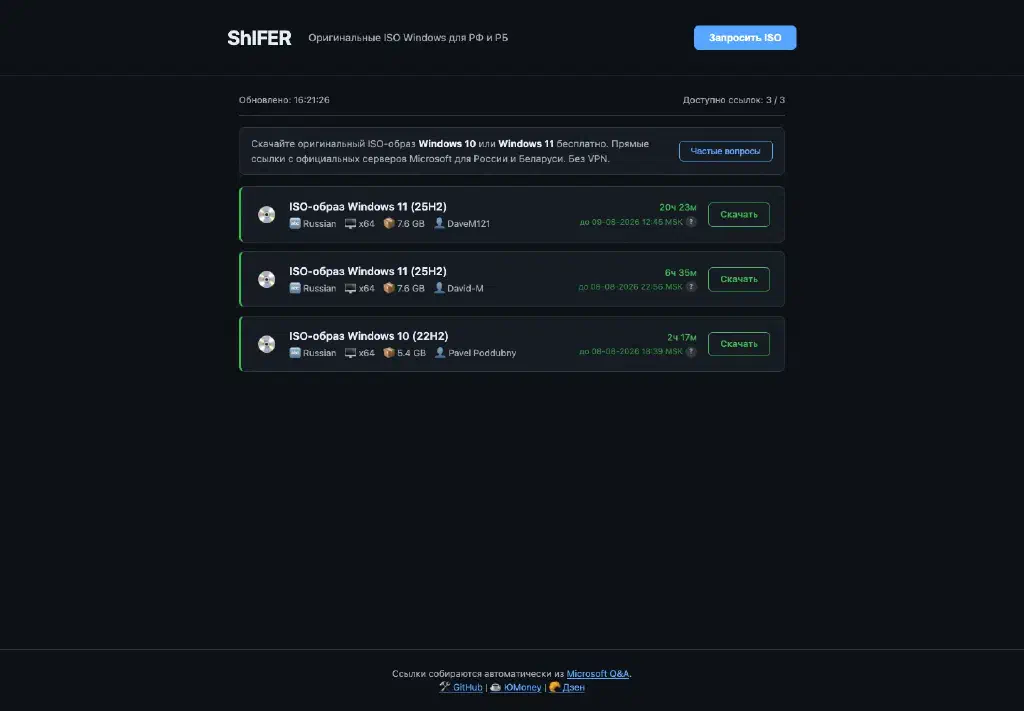 ShIFER
Оригинальные ISO Windows для РФ и РБ
Запросить ISO
Обновлено: 16:21:26
Доступно ссылок: 3 / 3
Скачайте оригинальный ISO-образ Windows 10 или Windows 11 бесплатно. Прямые
ссылки с официальных серверов Microsoft для России и Беларуси. Без VPN.
Частые вопросы
ISO-образ Windows 11 (25H2)
Russian x64 7.6 GB DaveM121
20ч 23м
до 09-06-2026 12:45 MSK ?
Скачать
ISO-образ Windows 11 (25H2)
Russian x64 7.6 GB David-M
6ч 35м
до 08-06-2026 22:56 MSK ?
Скачать
ISO-образ Windows 10 (22H2)
Russian x64 5.4 GB Pavel Poddubny
2ч 17м
до 08-06-2026 18:39 MSK ?
Скачать
Ссылки собираются автоматически из Microsoft Q&A.
GitHub | ЮMoney | Дзен